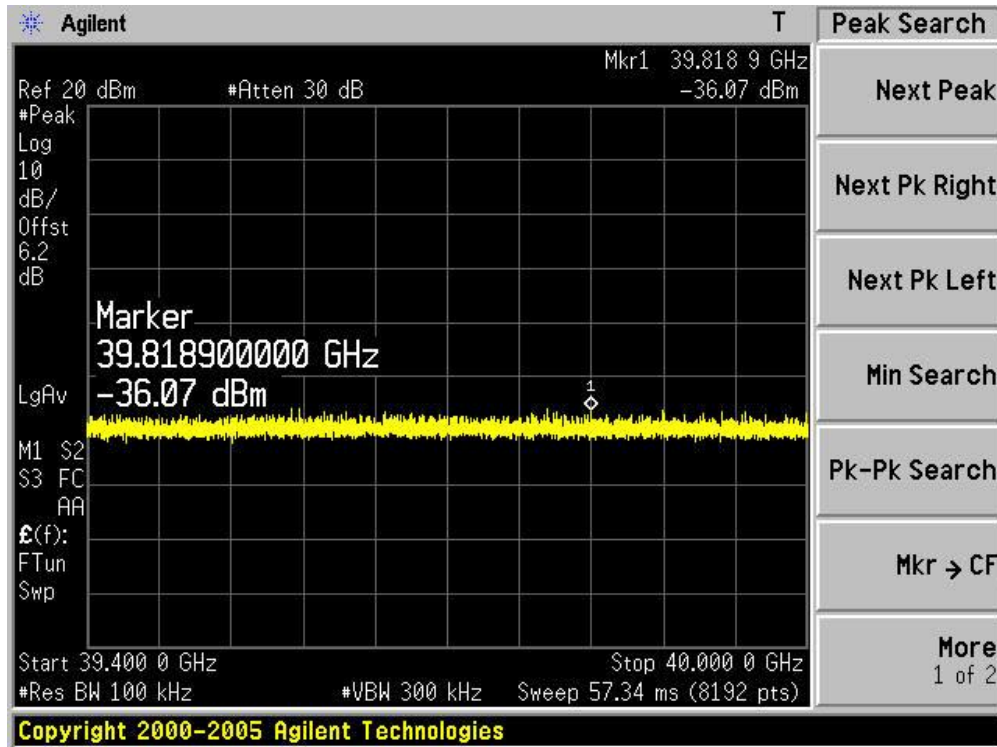 Agilent T Peak Search
Mkr1 39.818 9 GHz
Ref 20 dBm #Atten 30 dB -36.07 dBm
#Peak
Log
10
dB/
Offst
6.2
dB
Marker
39.818900000 GHz
-36.07 dBm
1
LgAv
M1 S2
S3 FC
AA
£(f):
FTun
Swp
Start 39.400 0 GHz Stop 40.000 0 GHz
#Res BW 100 kHz #VBW 300 kHz Sweep 57.34 ms (8192 pts)
Copyright 2000-2005 Agilent Technologies
Next Peak
Next Pk Right
Next Pk Left
Min Search
Pk-Pk Search
Mkr → CF
More
1 of 2